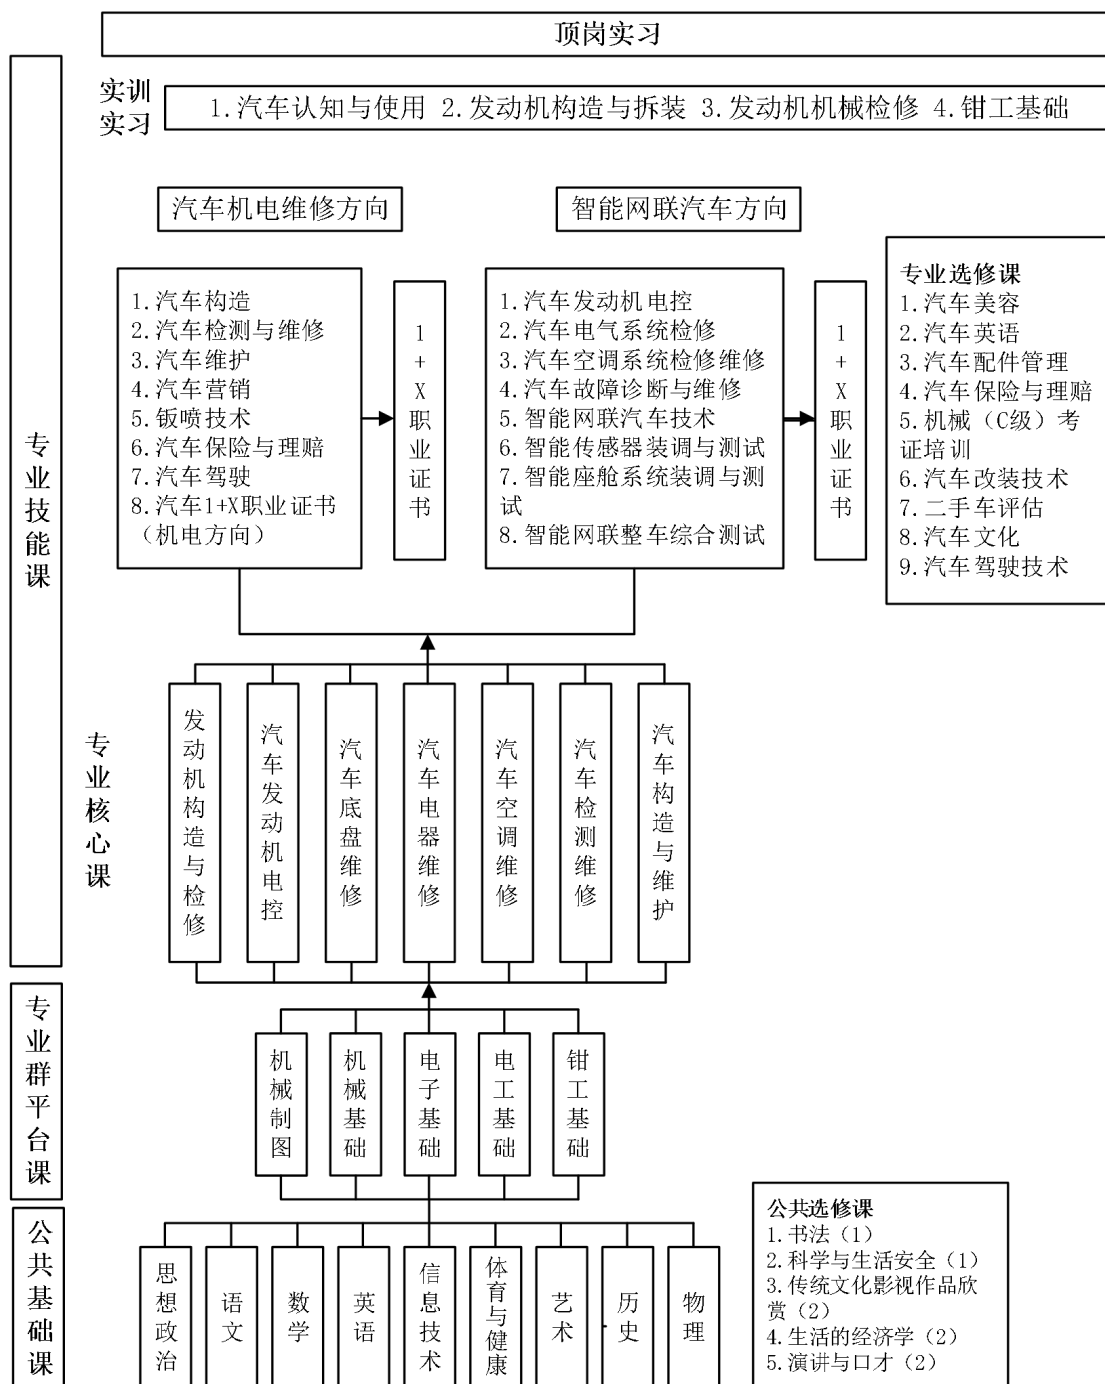 顶岗实习
实训
实习
1.汽车认知与使用 2.发动机构造与拆装 3.发动机机械检修 4.钳工基础
汽车机电维修方向
智能网联汽车方向
专业技能课
1.汽车构造
2.汽车检测与维修
3.汽车维护
4.汽车营销
5.钣喷技术
6.汽车保险与理赔
7.汽车驾驶
8.汽车1+X职业证书
（机电方向）
1+X职业证书
1.汽车发动机电控
2.汽车电气系统检修
3.汽车空调系统检修维修
4.汽车故障诊断与维修
5.智能网联汽车技术
6.智能传感器装调与测试
7.智能座舱系统装调与测
试
8.智能网联整车综合测试
1+X职业证书
专业选修课
1.汽车美容
2.汽车英语
3.汽车配件管理
4.汽车保险与理赔
5.机械（C级）考
证培训
6.汽车改装技术
7.二手车评估
8.汽车文化
9.汽车驾驶技术
专业核心课
发动机构造与检修
汽车发动机电控
汽车底盘维修
汽车电器维修
汽车空调维修
汽车检测维修
汽车构造与维护
专业群平台课
机械制图
机械基础
电子基础
电工基础
钳工基础
公共基础课
思想政治
语文
数学
英语
信息技术
体育与健康
艺术
历史
物理
公共选修课
1.书法（1）
2.科学与生活安全（1）
3.传统文化影视作品欣
赏（2）
4.生活的经济学（2）
5.演讲与口才（2）